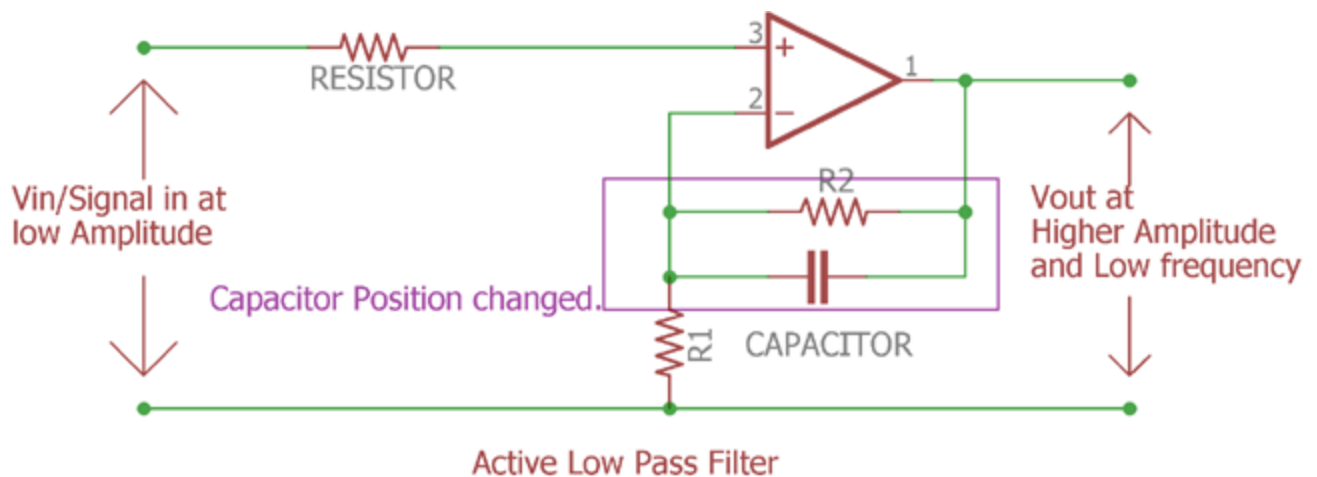 3
+
RESISTOR
1
2
−
R2
Vin/Signal in at
low Amplitude
Vout at
Higher Amplitude
and Low frequency
Capacitor Position changed.
R1
CAPACITOR
Active Low Pass Filter